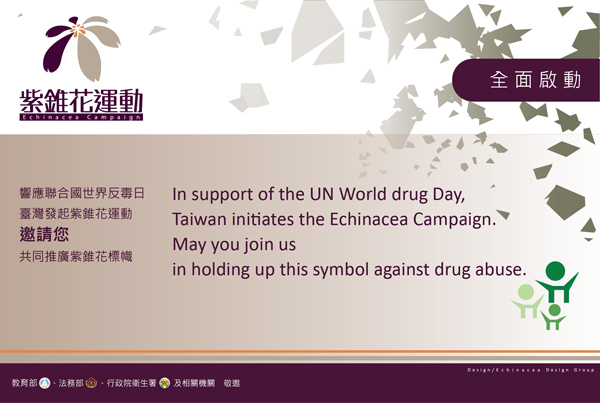 紫錐花運動
Echinacea Campaign
全面啟動
響應聯合國世界反毒日
臺灣發起紫錐花運動
邀請您
共同推廣紫錐花標幟
In support of the UN World drug Day,
Taiwan initiates the Echinacea Campaign.
May you join us
in holding up this symbol against drug abuse.
Design/Echinacea Design Group
教育部、法務部、行政院衛生署及相關機關 敬邀